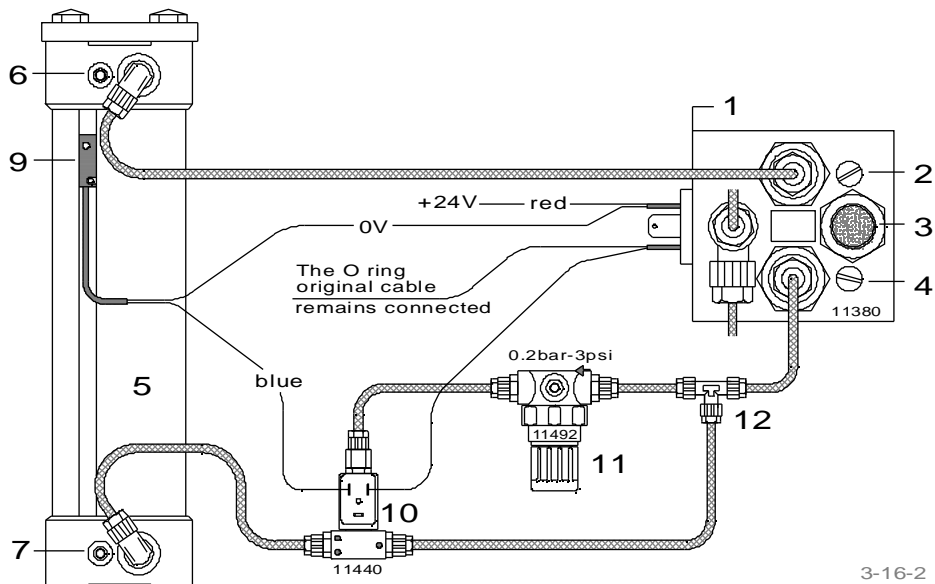 1
6
2
9
+24V
red
0V
3
The O ring
original cable
remains connected
4
11380
0.2bar-3psi
5
blue
12
11492
11
10
7
11440
3-16-2